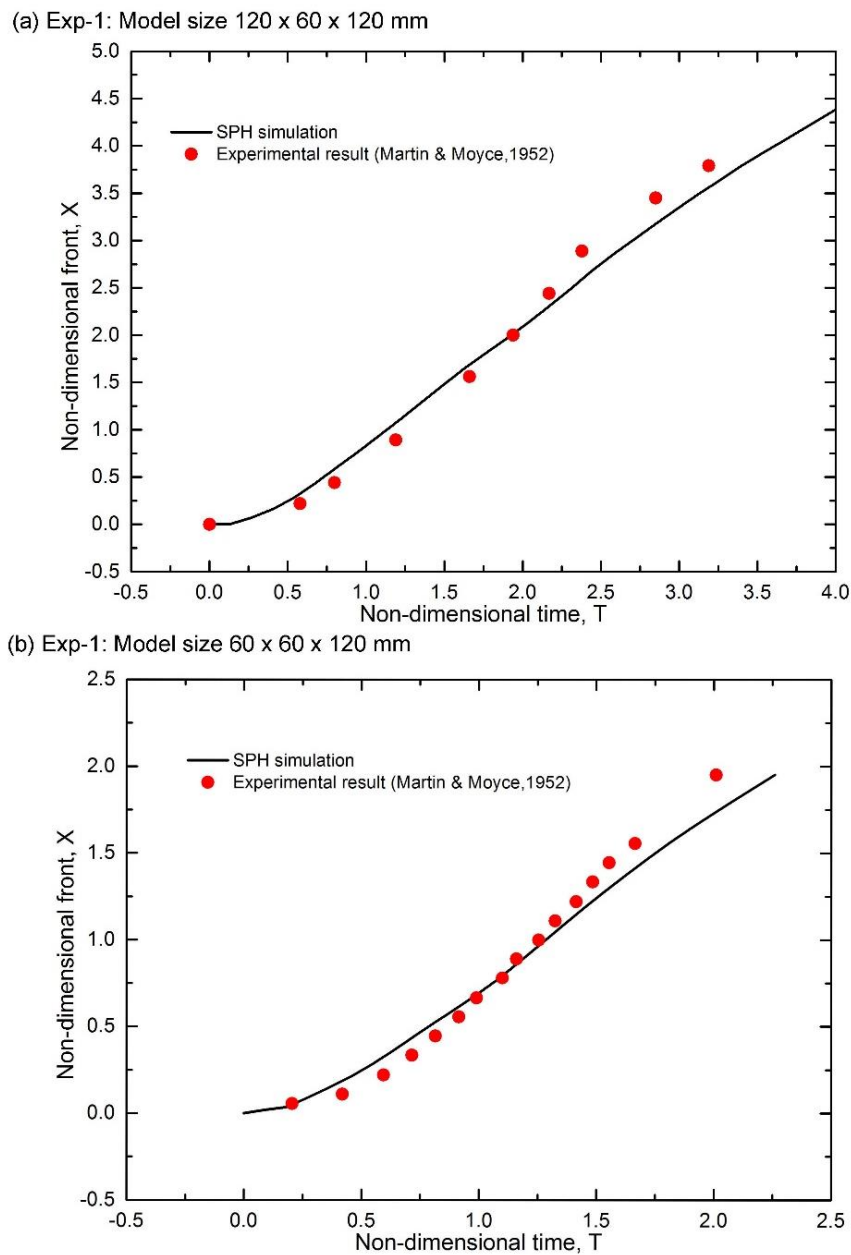 (a) Exp-1: Model size 120 x 60 x 120 mm
5.0
4.5
4.0
3.5
3.0
2.5
2.0
1.5
1.0
0.5
0.0
-0.5
Non-dimensional front, X
SPH simulation
Experimental result (Martin & Moyce,1952)
-0.5 0.0 0.5 1.0 1.5 2.0 2.5 3.0 3.5 4.0
Non-dimensional time, T
(b) Exp-1: Model size 60 x 60 x 120 mm
2.5
2.0
1.5
1.0
0.5
0.0
-0.5
Non-dimensional front, X
SPH simulation
Experimental result (Martin & Moyce,1952)
-0.5 0.0 0.5 1.0 1.5 2.0 2.5
Non-dimensional time, T